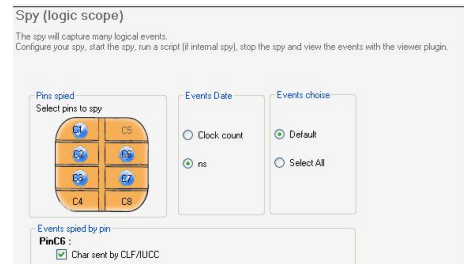 Spy (logic scope)
The spy will capture many logical events.
Configure your spy, start the spy, run a script (if internal spy), stop the spy and view the events with the viewer plugin.
Pins spied
Events Date
Events choise
Select pins to spy
C1 C5
C2 C6
C3 C7
C4 C8
Clock count
ns
Default
Select All
Events spied by pin
PinC6 :
Char sent by CLF/IUCC